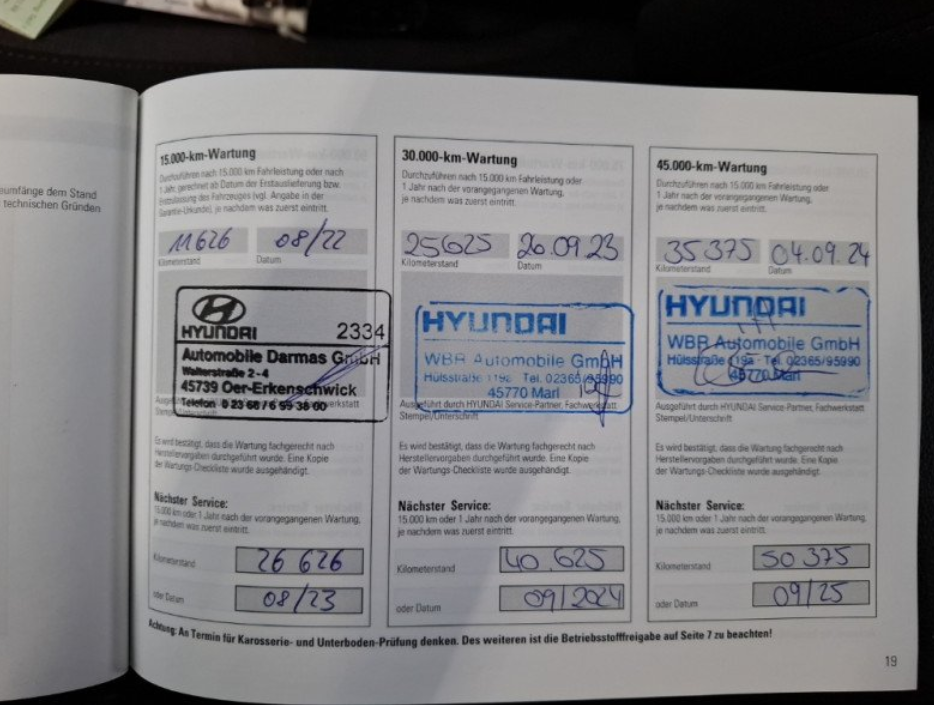 eumfänge dem Stand
technischen Gründen
15.000-km-Wartung
Durchzuführen nach 15.000 km Fahrleistung oder nach
1 Jahr, gerechnet ab Datum der Erstauslieferung bzw.
Erstzulassung des Fahrzeuges (vgl. Angabe in der
Garantie-Urkunde), je nachdem was zuerst eintritt.
11626 08/22
Kilometerstand Datum
HYUNDAI 2334
Automobile Darmas GmbH
Walterstraße 2-4
45739 Oer-Erkenschwick
Telefon 0 23 68 / 6 99 38 00
Fachwerkstatt
Stempel/Unterschrift
Es wird bestätigt, dass die Wartung fachgerecht nach
Herstellervorgaben durchgeführt wurde. Eine Kopie
der Wartungs-Checkliste wurde ausgehändigt.
Nächster Service:
15.000 km oder 1 Jahr nach der vorangegangenen Wartung,
je nachdem was zuerst eintritt.
Kilometerstand 26 626
oder Datum 08/23
30.000-km-Wartung
Durchzuführen nach 15.000 km Fahrleistung oder
1 Jahr nach der vorangegangenen Wartung,
je nachdem was zuerst eintritt.
25625 20.09.23
Kilometerstand Datum
HYUNDAI
WBR Automobile GmbH
Hülsstraße 119a · Tel. 02365/95990
45770 Marl
Ausgeführt durch HYUNDAI Service-Partner, Fachwerkstatt
Stempel/Unterschrift
Es wird bestätigt, dass die Wartung fachgerecht nach
Herstellervorgaben durchgeführt wurde. Eine Kopie
der Wartungs-Checkliste wurde ausgehändigt.
Nächster Service:
15.000 km oder 1 Jahr nach der vorangegangenen Wartung,
je nachdem was zuerst eintritt.
Kilometerstand 40.625
oder Datum 09/2024
45.000-km-Wartung
Durchzuführen nach 15.000 km Fahrleistung oder
1 Jahr nach der vorangegangenen Wartung,
je nachdem was zuerst eintritt.
35375 04.09.24
Kilometerstand Datum
HYUNDAI
WBR Automobile GmbH
Hülsstraße 119a · Tel. 02365/95990
45770 Marl
Ausgeführt durch HYUNDAI Service-Partner, Fachwerkstatt
Stempel/Unterschrift
Es wird bestätigt, dass die Wartung fachgerecht nach
Herstellervorgaben durchgeführt wurde. Eine Kopie
der Wartungs-Checkliste wurde ausgehändigt.
Nächster Service:
15.000 km oder 1 Jahr nach der vorangegangenen Wartung,
je nachdem was zuerst eintritt.
Kilometerstand 50 375
oder Datum 09/25
Achtung: An Termin für Karosserie- und Unterboden-Prüfung denken. Des weiteren ist die Betriebsstofffreigabe auf Seite 7 zu beachten!
19